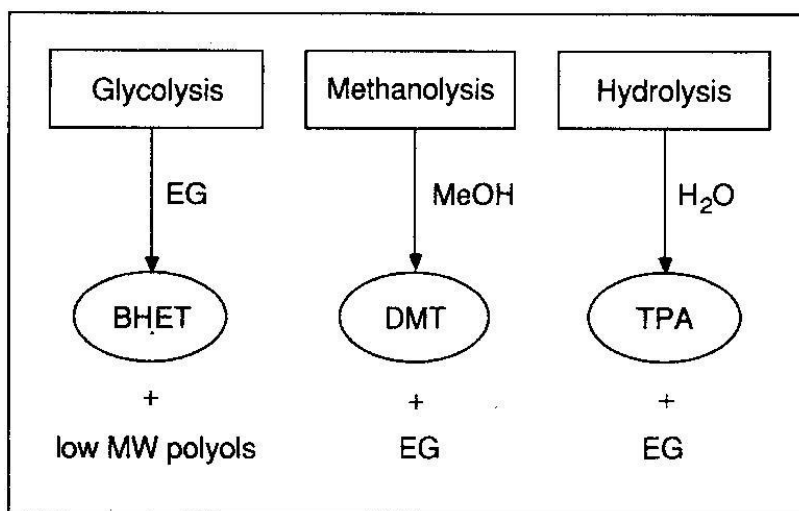 Glycolysis Methanolysis Hydrolysis
EG MeOH H₂O
BHET DMT TPA
+ + +
low MW polyols EG EG